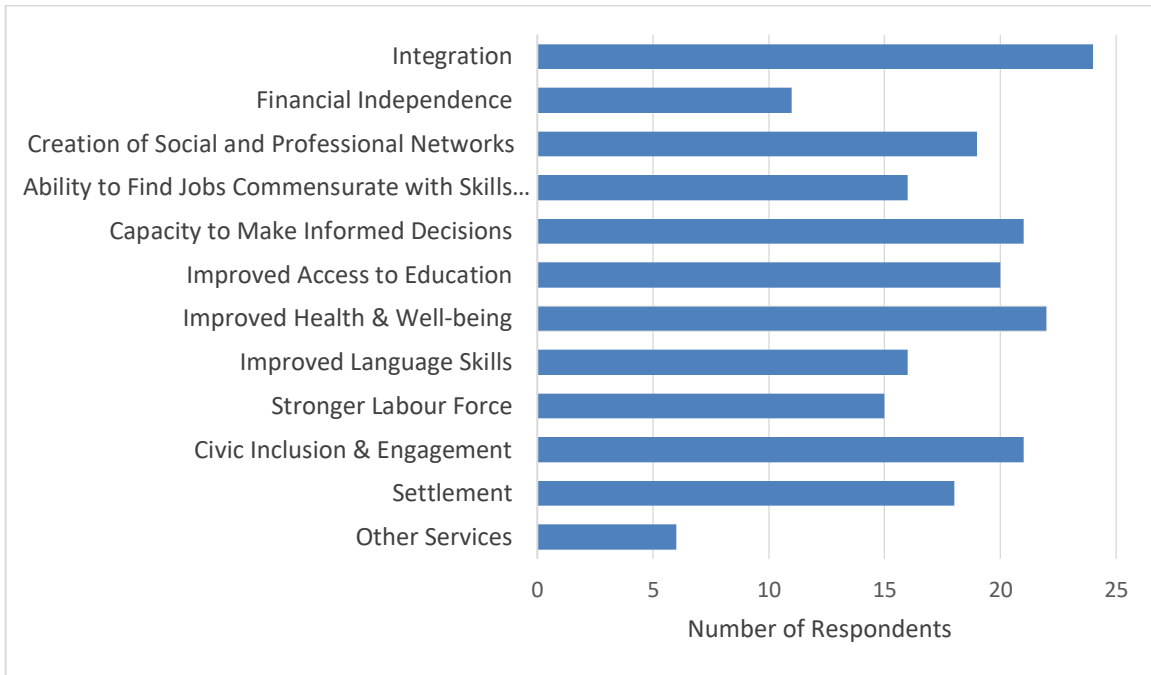 Integration
Financial Independence
Creation of Social and Professional Networks
Ability to Find Jobs Commensurate with Skills…
Capacity to Make Informed Decisions
Improved Access to Education
Improved Health & Well-being
Improved Language Skills
Stronger Labour Force
Civic Inclusion & Engagement
Settlement
Other Services
0 5 10 15 20 25
Number of Respondents